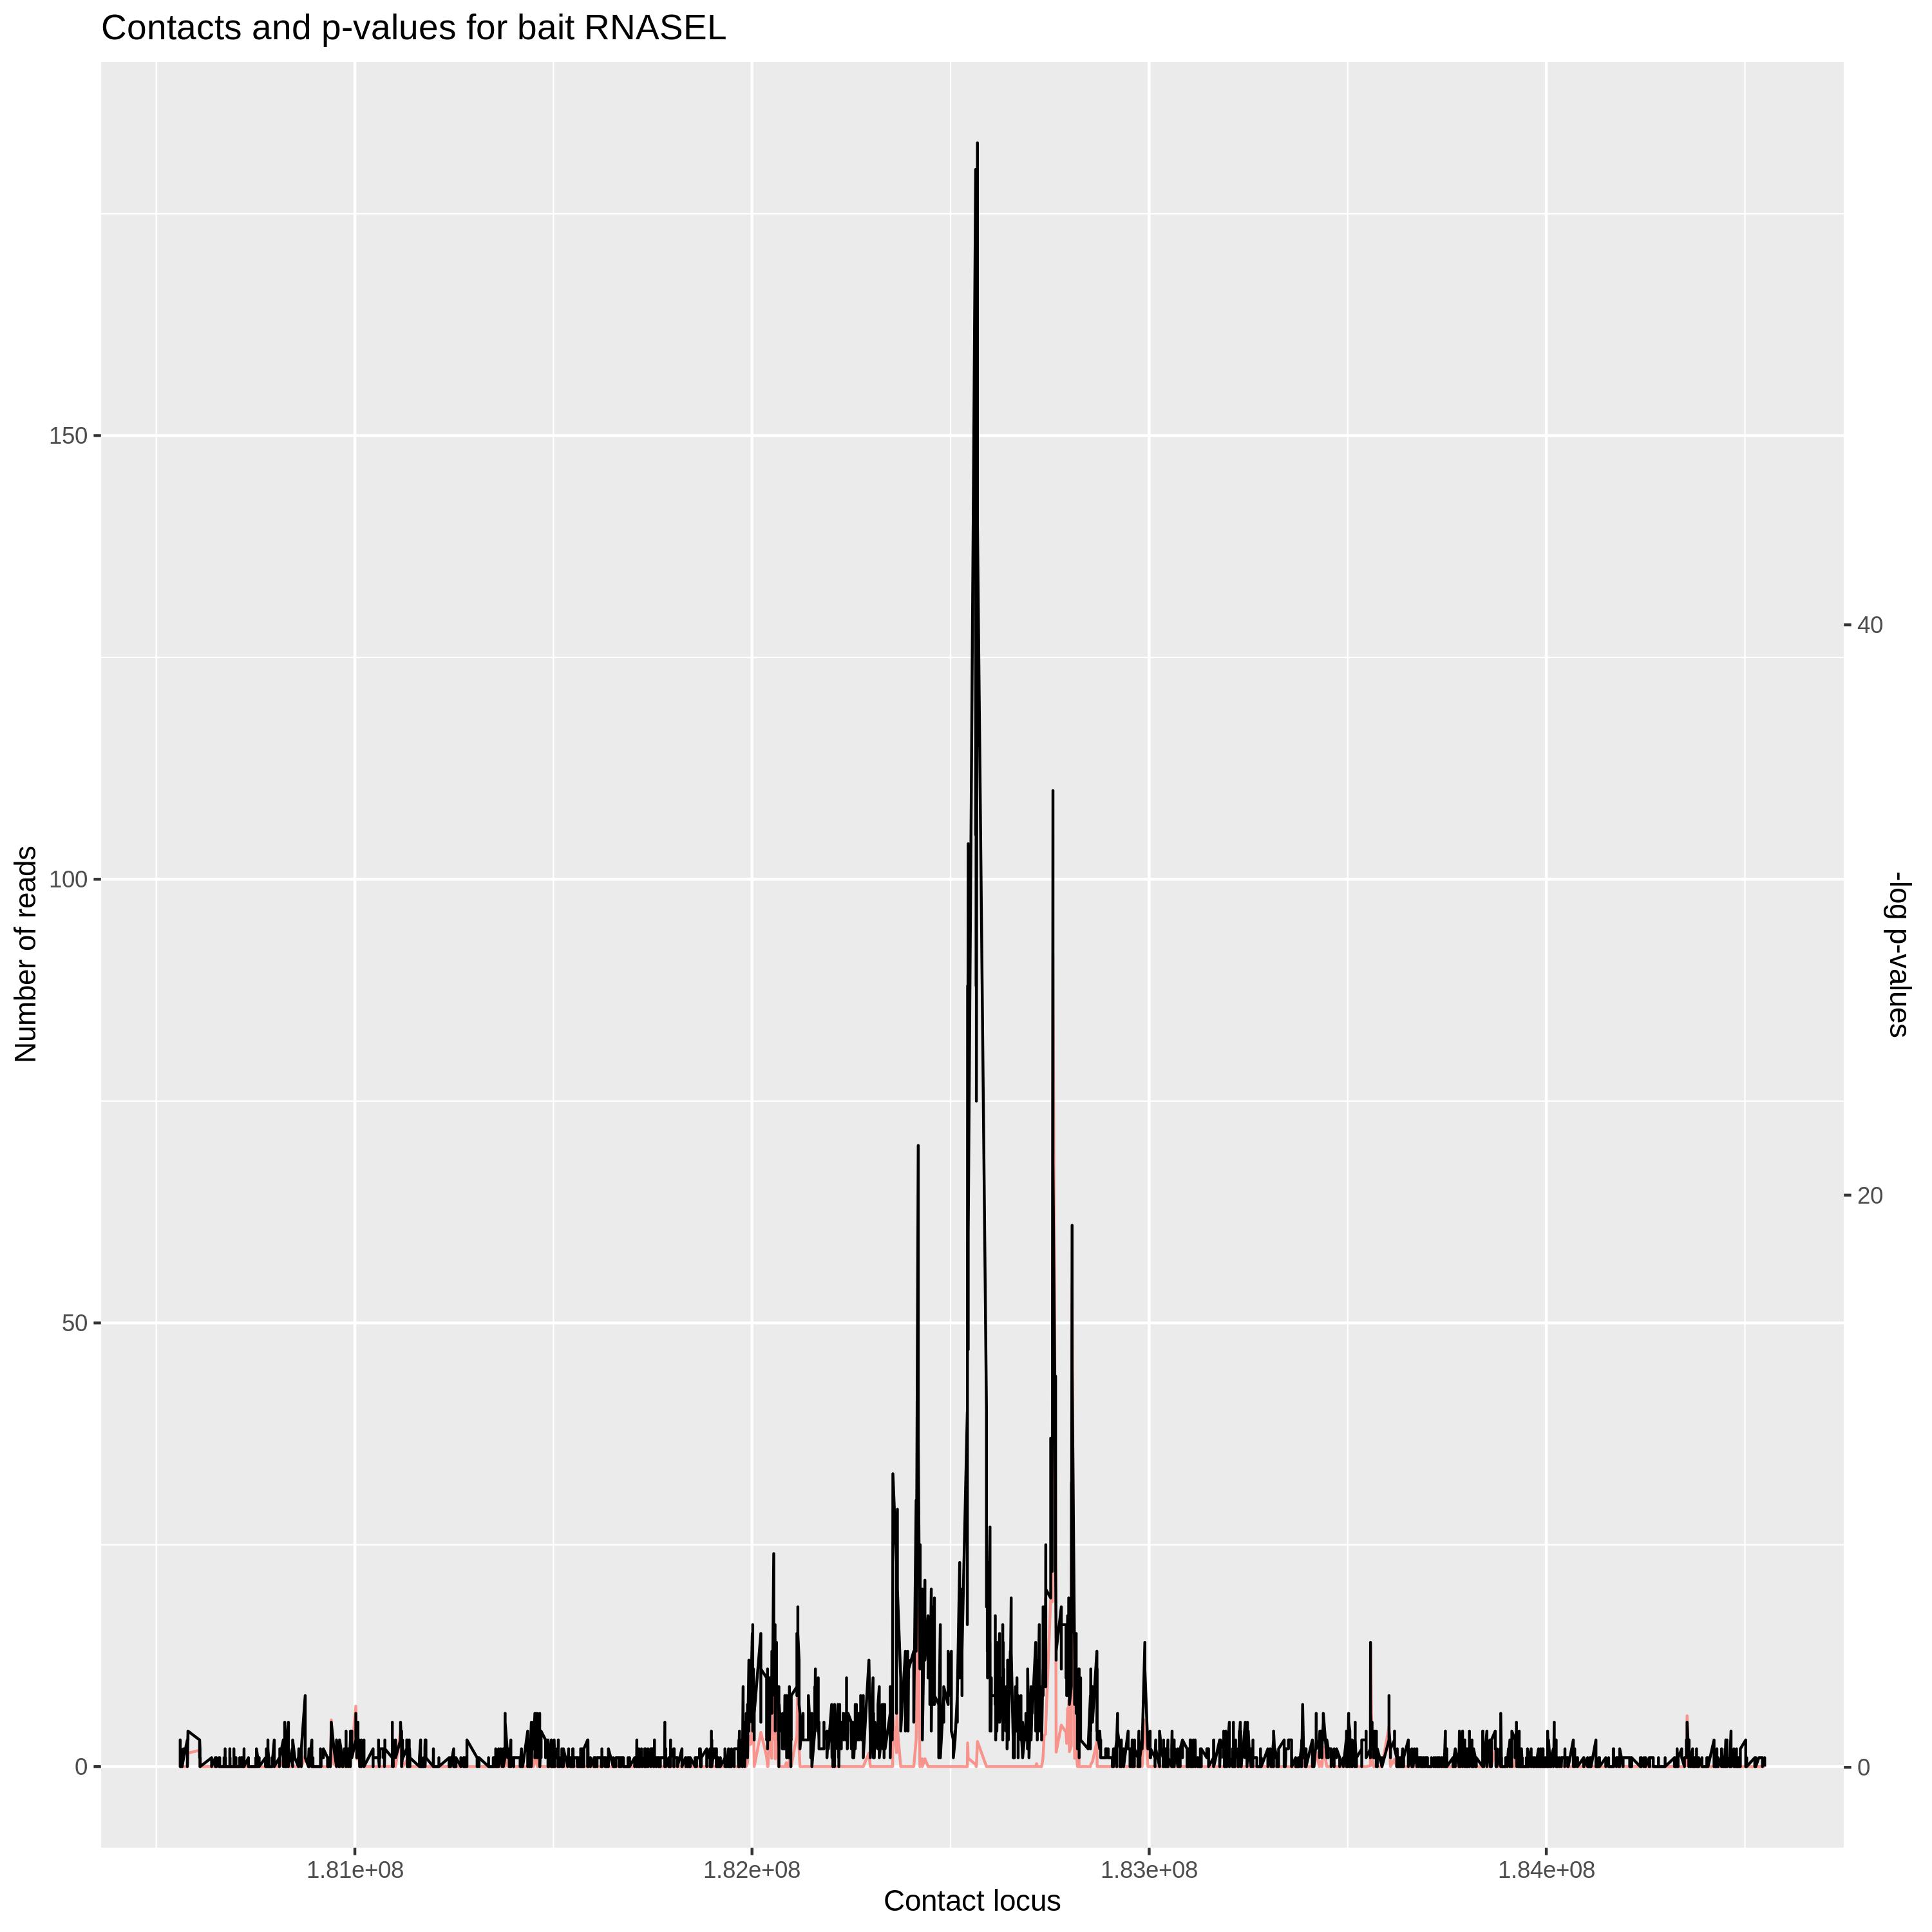 Contacts and p-values for bait RNASEL
150
100
50
0
40
20
0
Number of reads
-log p-values
1.81e+08
1.82e+08
1.83e+08
1.84e+08
Contact locus